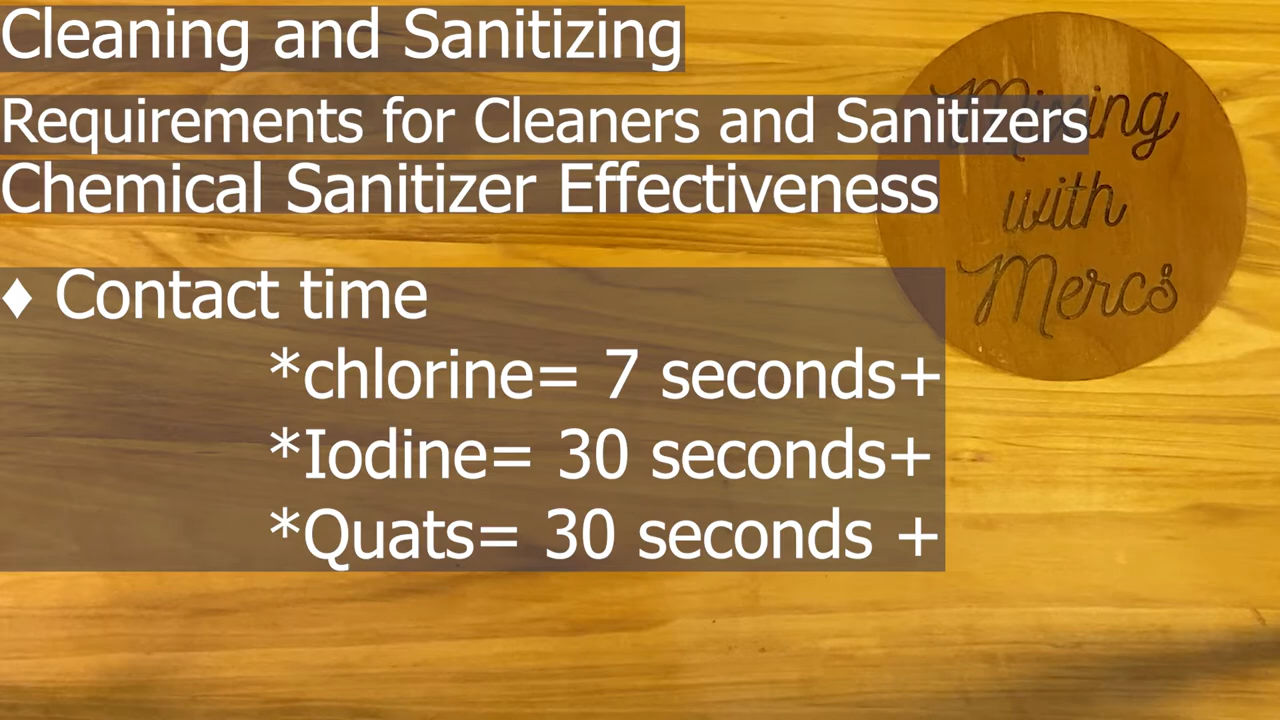 Cleaning and Sanitizing
Requirements for Cleaners and Sanitizers
Chemical Sanitizer Effectiveness
♦ Contact time
*chlorine= 7 seconds+
*Iodine= 30 seconds+
*Quats= 30 seconds +
Mixing
with
Mercs